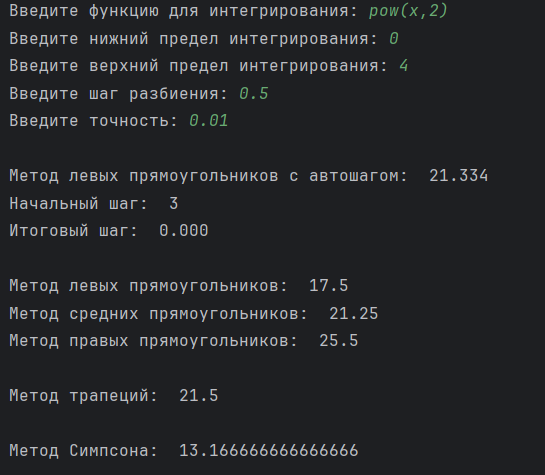 Введите функцию для интегрирования: pow(x,2)
Введите нижний предел интегрирования: 0
Введите верхний предел интегрирования: 4
Введите шаг разбиения: 0.5
Введите точность: 0.01
Метод левых прямоугольников с автошагом:  21.334
Начальный шаг:  3
Итоговый шаг:  0.000
Метод левых прямоугольников:  17.5
Метод средних прямоугольников:  21.25
Метод правых прямоугольников:  25.5
Метод трапеций:  21.5
Метод Симпсона:  13.166666666666666